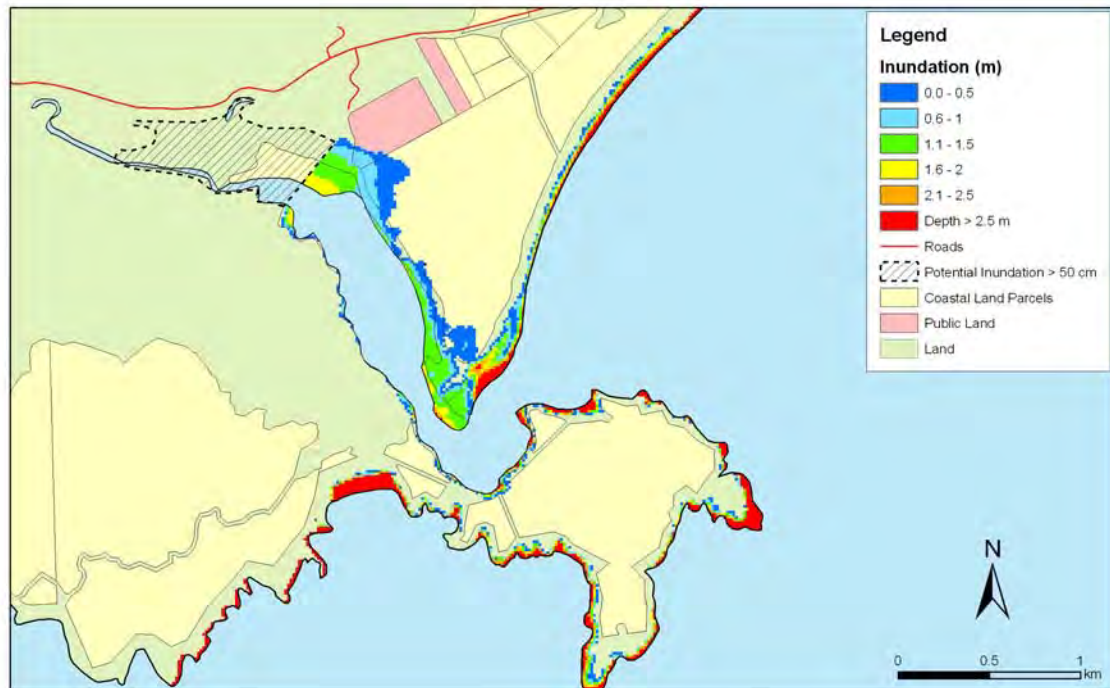 Legend
Inundation (m)
0.0 - 0.5
0.6 - 1
1.1 - 1.5
1.6 - 2
2.1 - 2.5
Depth > 2.5 m
Roads
Potential Inundation > 50 cm
Coastal Land Parcels
Public Land
Land
N
0 0.5 1
km